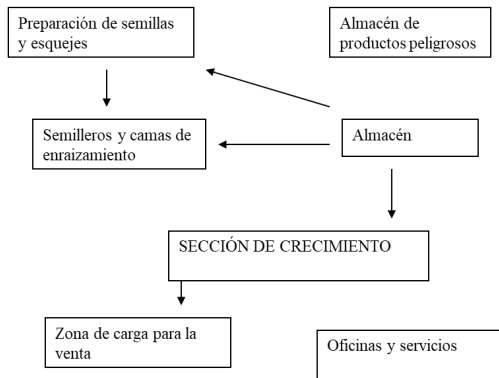 Preparación de semillas
y esquejes
Almacén de
productos peligrosos
Semilleros y camas de
enraizamiento
Almacén
SECCIÓN DE CRECIMIENTO
Zona de carga para la
venta
Oficinas y servicios